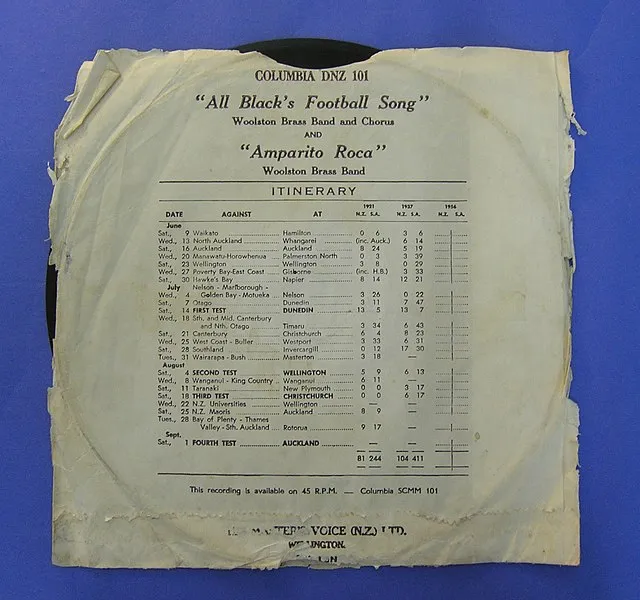 COLUMBIA DNZ 101
"All Black's Football Song"
Woolston Brass Band and Chorus
AND
"Amparito Roca"
Woolston Brass Band
ITINERARY
1921 1937 1956
DATE AGAINST AT N.Z. S.A. N.Z. S.A. N.Z. S.A.
June
Sat., 9 Waikato Hamilton 0 6 3 6
Wed., 13 North Auckland Whangarei (inc. Auck.) 6 14
Sat., 16 Auckland Auckland 8 24 5 19
Wed., 20 Manawatu-Horowhenua Palmerston North 0 3 3 39
Sat., 23 Wellington Wellington 3 8 0 29
Wed., 27 Poverty Bay-East Coast Gisborne (inc. H.B.) 3 33
Sat., 30 Hawke's Bay Napier 8 14 12 21
July Nelson - Marlborough -
Wed., 4 Golden Bay - Motueka Nelson 3 26 0 22
Sat., 7 Otago Dunedin 3 11 7 47
Sat., 14 FIRST TEST DUNEDIN 13 5 13 7
Wed., 18 Sth. and Mid. Canterbury
and Nth. Otago Timaru 3 34 6 43
Sat., 21 Canterbury Christchurch 6 4 8 23
Wed., 25 West Coast - Buller Westport 3 33 6 31
Sat., 28 Southland Invercargill 0 12 17 30
Tues., 31 Wairarapa - Bush Masterton 3 18 —
August
Sat., 4 SECOND TEST WELLINGTON 5 9 6 13
Wed., 8 Wanganui - King Country Wanganui 6 11
Sat., 11 Taranaki New Plymouth 0 0 3 17
Sat., 18 THIRD TEST CHRISTCHURCH 0 0 6 17
Wed., 22 N.Z. Universities Wellington — —
Sat., 25 N.Z. Maoris Auckland 8 9
Tues., 28 Bay of Plenty - Thames
Valley - Sth. Auckland Rotorua 9 17
Sept.
Sat., 1 FOURTH TEST AUCKLAND — —
81 244 104 411
This recording is available on 45 R.P.M. — Columbia SCMM 101
VOICE (N.Z.) LTD.